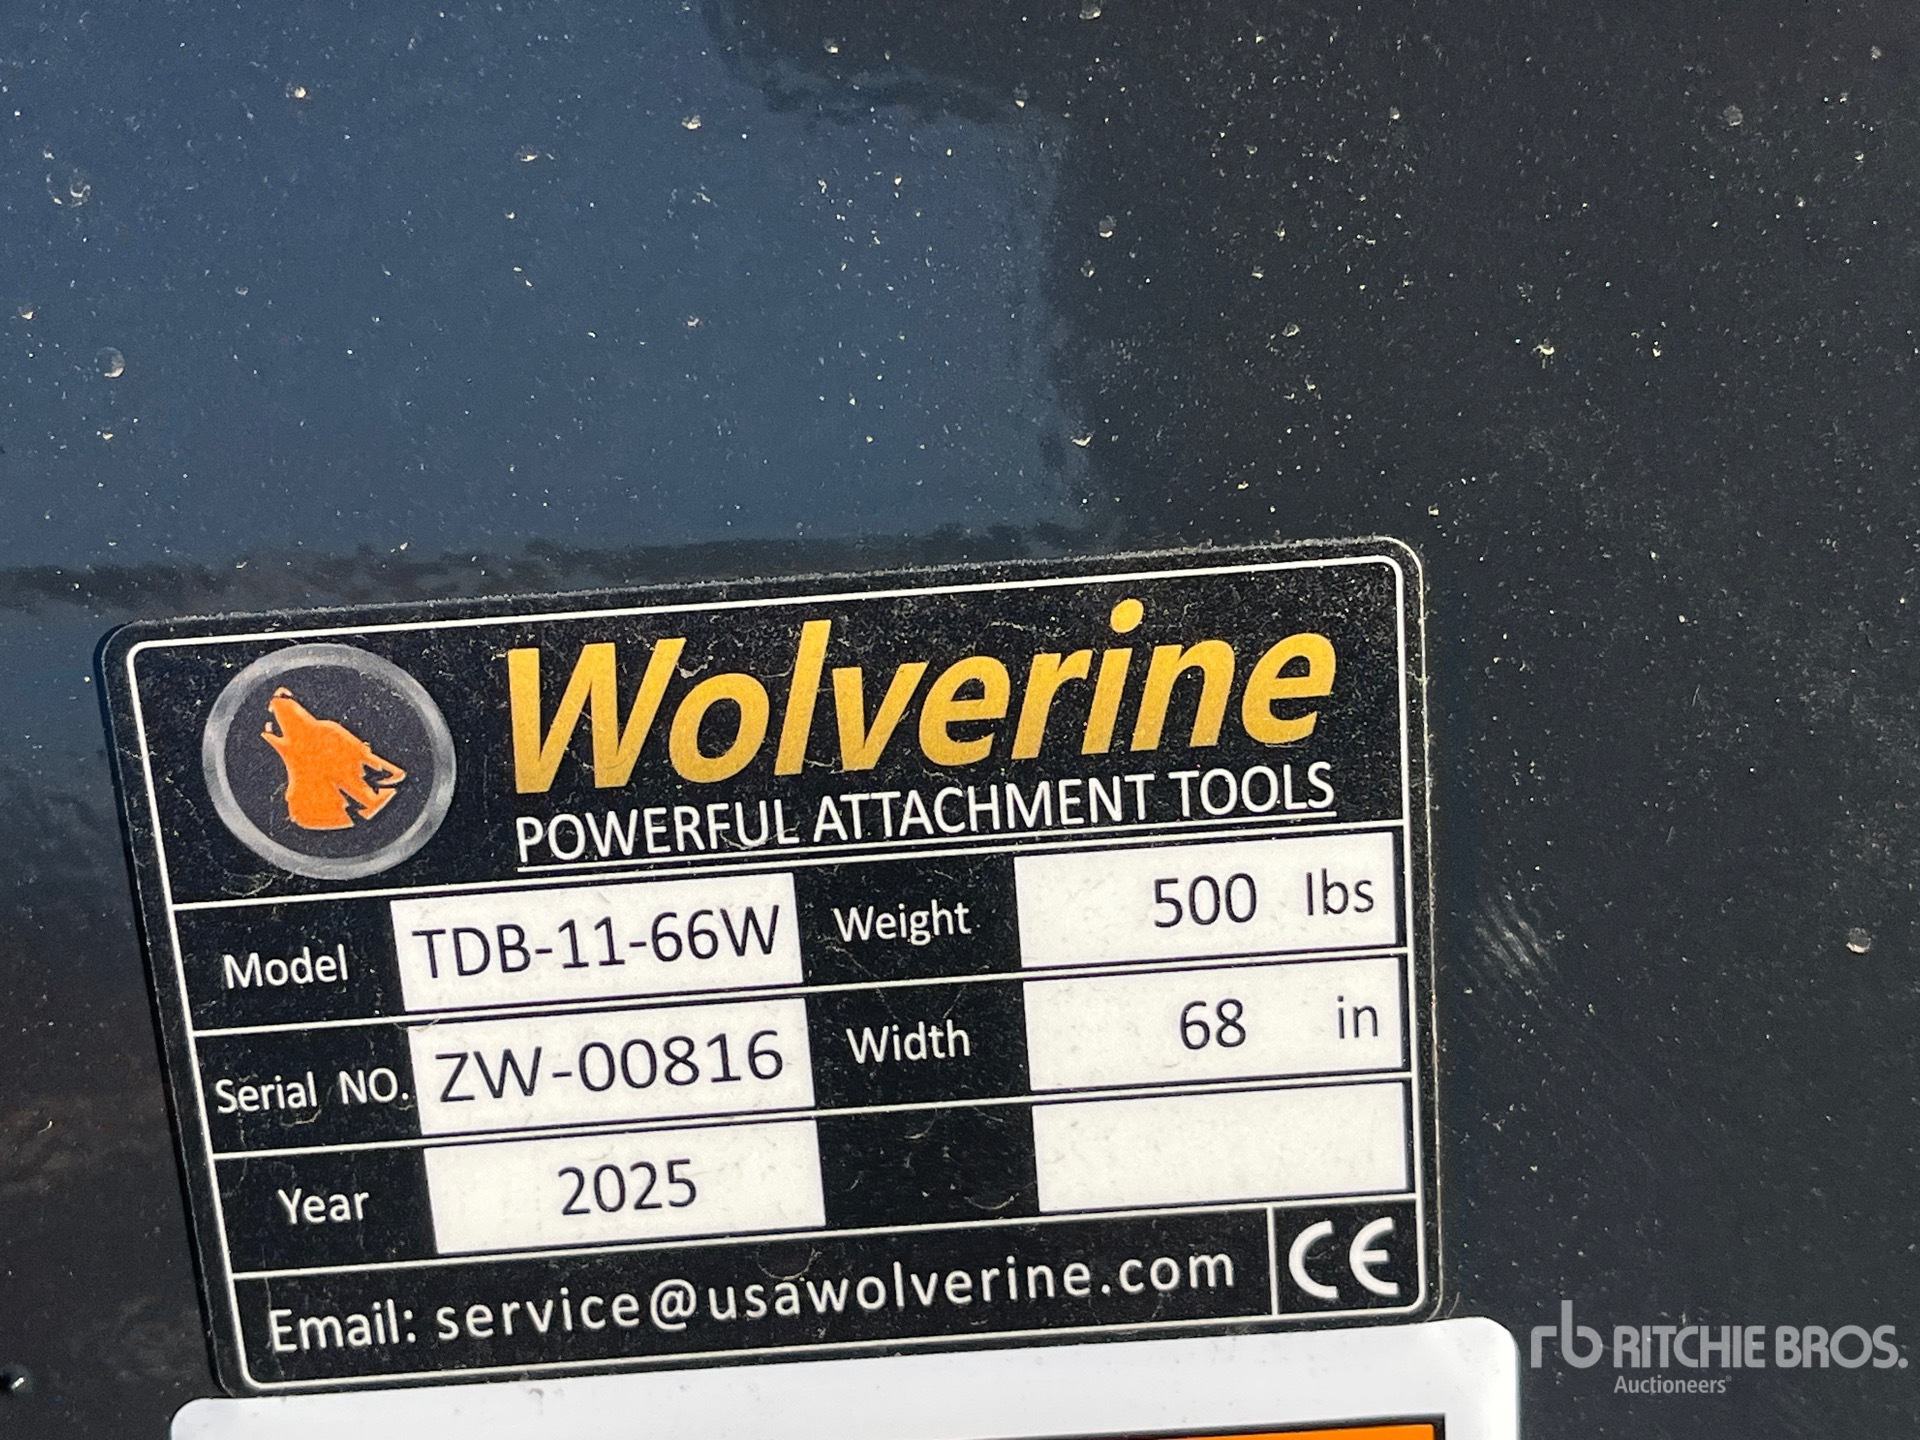 Wolverine
POWERFUL ATTACHMENT TOOLS
Model TDB-11-66W Weight 500 lbs
Serial NO. ZW-00816 Width 68 in
Year 2025
Email: service@usawolverine.com CE
rb RITCHIE BROS.
Auctioneers